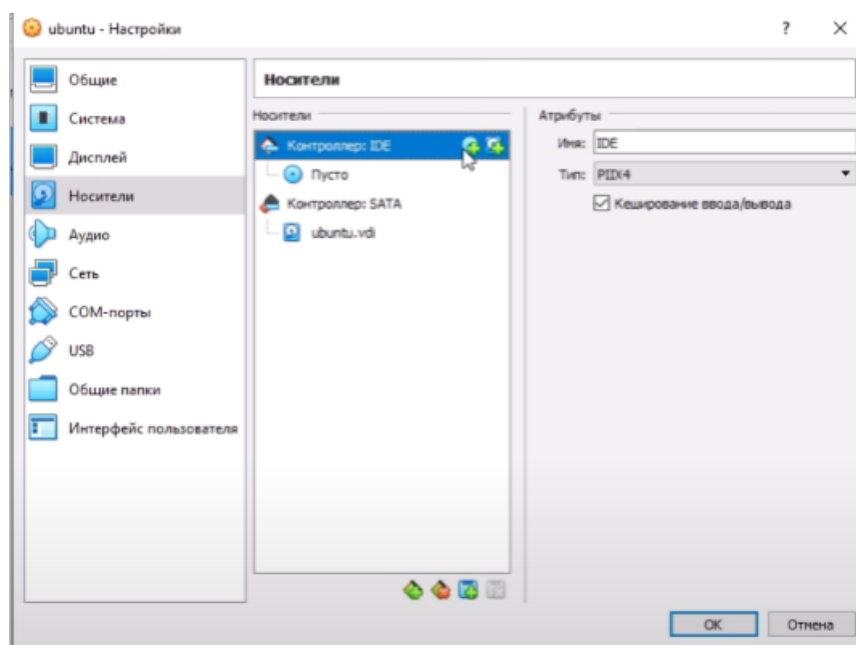 ubuntu - Настройки
?
Общие
Система
Дисплей
Носители
Аудио
Сеть
COM-порты
USB
Общие папки
Интерфейс пользователя
Носители
Носители
Контроллер: IDE
Пусто
Контроллер: SATA
ubuntu.vdi
Атрибуты
Имя: IDE
Тип: PIIX4
Кеширование ввода/вывода
OK
Отмена